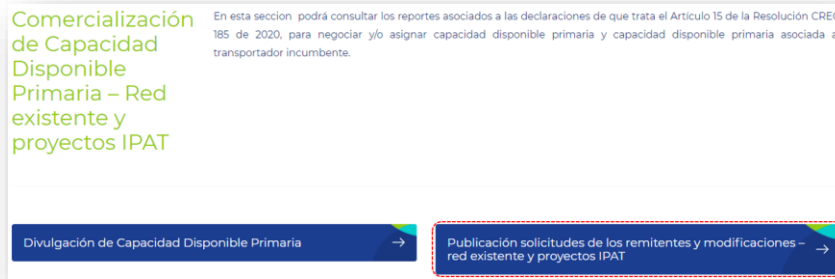 Comercialización
de Capacidad
Disponible
Primaria – Red
existente y
proyectos IPAT
En esta seccion podrá consultar los reportes asociados a las declaraciones de que trata el Artículo 15 de la Resolución CREG
185 de 2020, para negociar y/o asignar capacidad disponible primaria y capacidad disponible primaria asociada a
transportador incumbente.
Divulgación de Capacidad Disponible Primaria
Publicación solicitudes de los remitentes y modificaciones –
red existente y proyectos IPAT